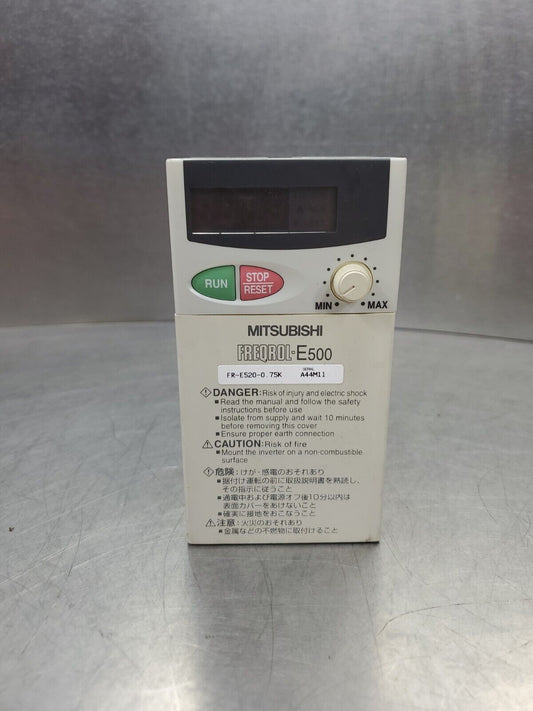 RUN
STOP
RESET
MIN
MAX
MITSUBISHI
FREQROL-E500
FR-E520-0.75K
SERIAL
A44M11
DANGER:Risk of injury and electric shock
■Read the manual and follow the safety
instructions before use
■Isolate from supply and wait 10 minutes
before removing this cover
■Ensure proper earth connection
CAUTION:Risk of fire
■Mount the inverter on a non-combustible
surface
危険:けが・感電のおそれあり
■据付け運転の前に取扱説明書を熟読し、
その指示に従うこと
■通電中および電源オフ後10分以内は
表面カバーをあけないこと
■確実に接地をおこなうこと
注意:火災のおそれあり
■金属などの不燃物に取付けること